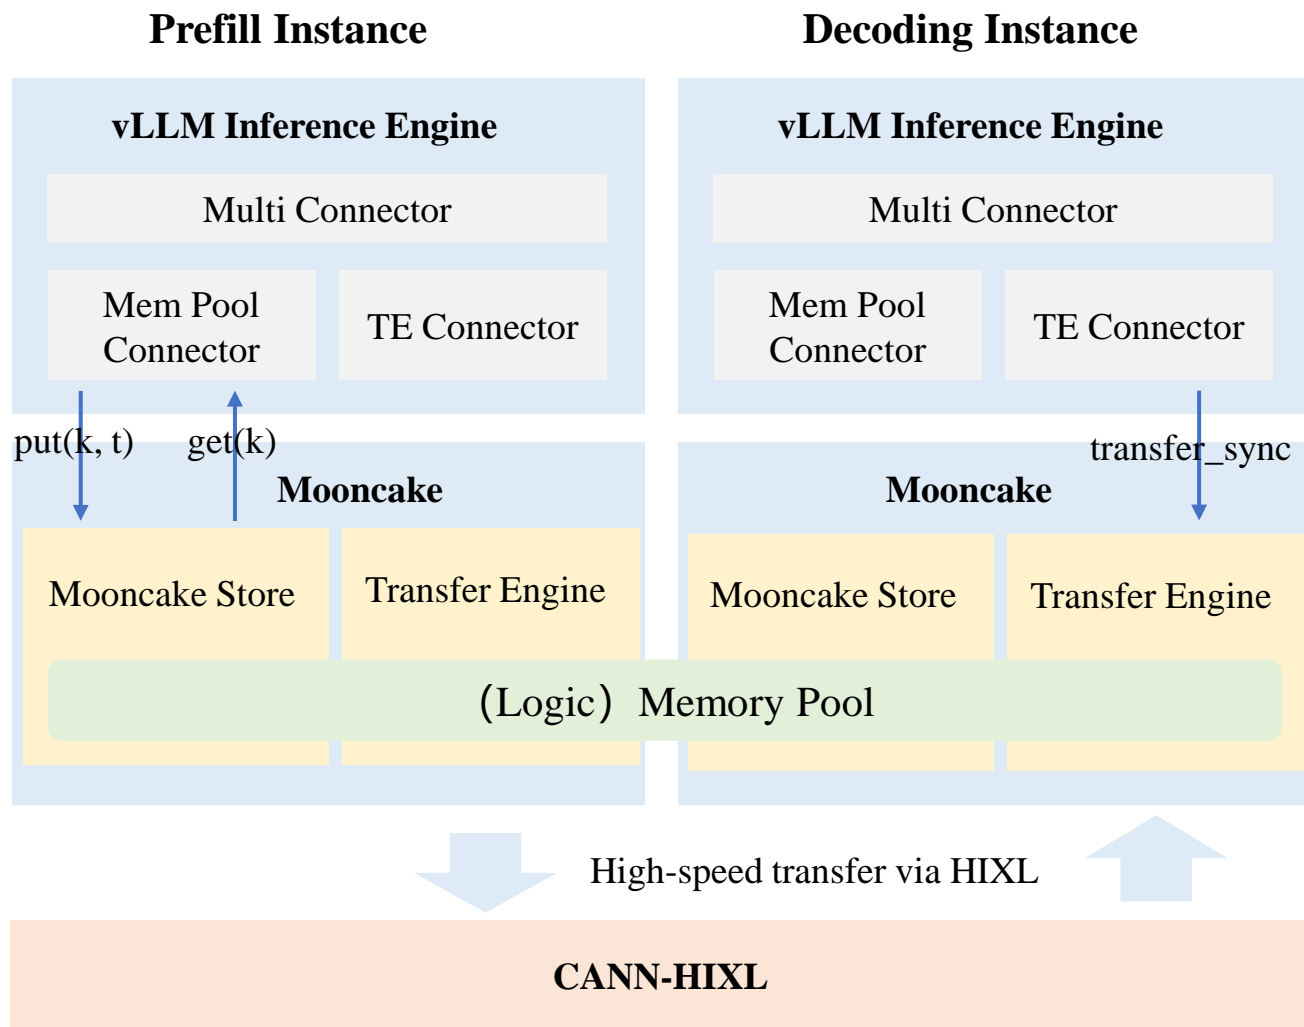 Prefill Instance
Decoding Instance
vLLM Inference Engine
vLLM Inference Engine
Multi Connector
Multi Connector
Mem Pool
Connector
TE Connector
Mem Pool
Connector
TE Connector
put(k, t)
get(k)
transfer_sync
Mooncake
Mooncake
Mooncake Store
Transfer Engine
Mooncake Store
Transfer Engine
（Logic）Memory Pool
High-speed transfer via HIXL
CANN-HIXL